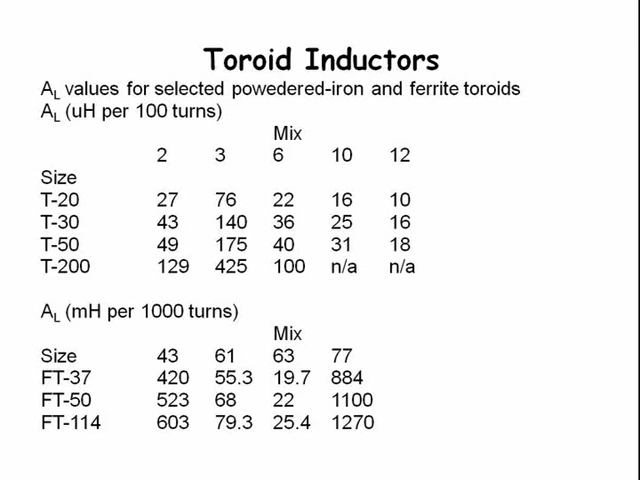 Toroid Inductors
AL values for selected powedered-iron and ferrite toroids
AL (uH per 100 turns)
Mix
2 3 6 10 12
Size
T-20 27 76 22 16 10
T-30 43 140 36 25 16
T-50 49 175 40 31 18
T-200 129 425 100 n/a n/a
AL (mH per 1000 turns)
Mix
Size 43 61 63 77
FT-37 420 55.3 19.7 884
FT-50 523 68 22 1100
FT-114 603 79.3 25.4 1270